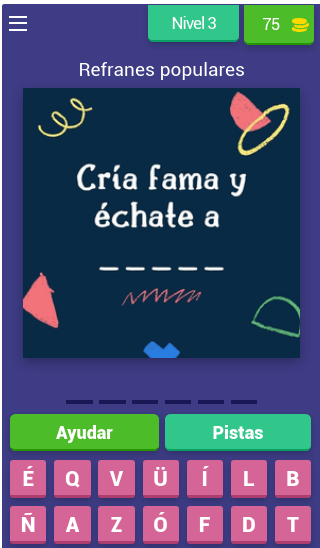 Nivel 3
75
Refranes populares
Cría fama y
échate a
_ _ _ _ _
_ _ _ _ _ _
Ayudar
Pistas
É Q V Ü Í L B
Ñ A Z Ó F D T